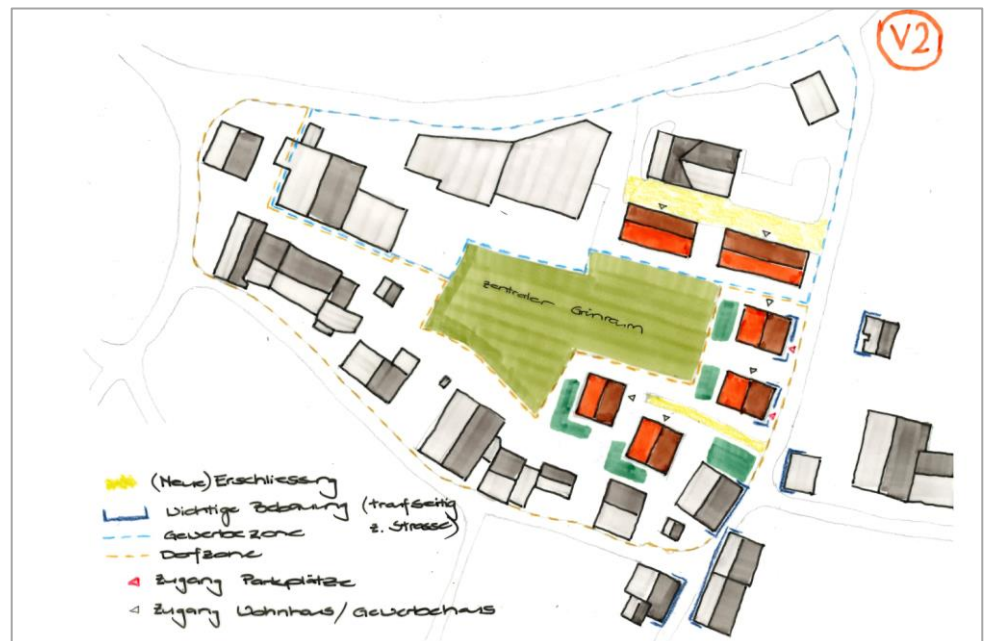 V2
zentraler Grünraum
(Neue) Erschliessung
Wichtige Bebauung (traufseitig
z. Strasse)
Gewerbezone
Dorfzone
Zugang Parkplätze
Zugang Wohnhaus/Gewerbehaus